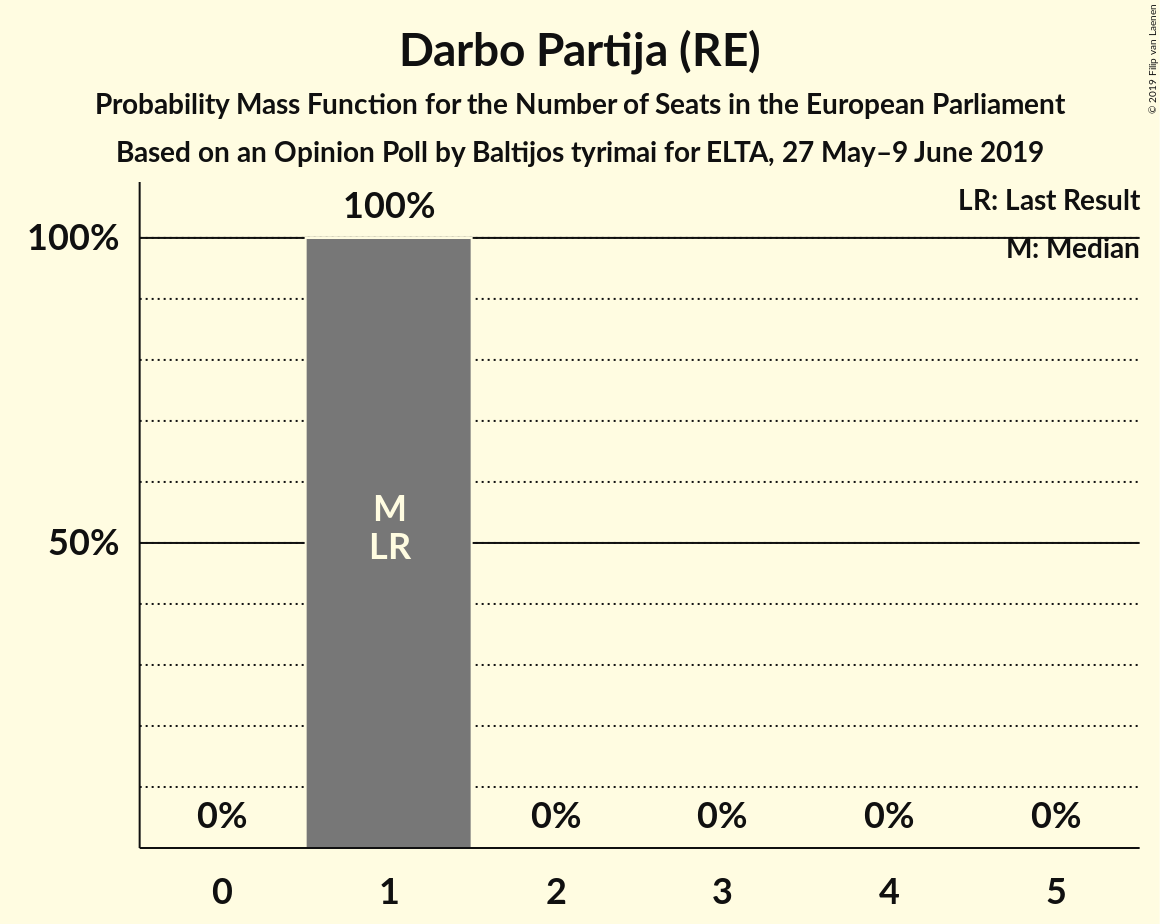 Darbo Partija (RE)
Probability Mass Function for the Number of Seats in the European Parliament
Based on an Opinion Poll by Baltijos tyrimai for ELTA, 27 May–9 June 2019
© 2019 Filip van Laenen
LR: Last Result
M: Median
100%
50%
100%
M
LR
0%
0%
0%
0%
0%
0
1
2
3
4
5